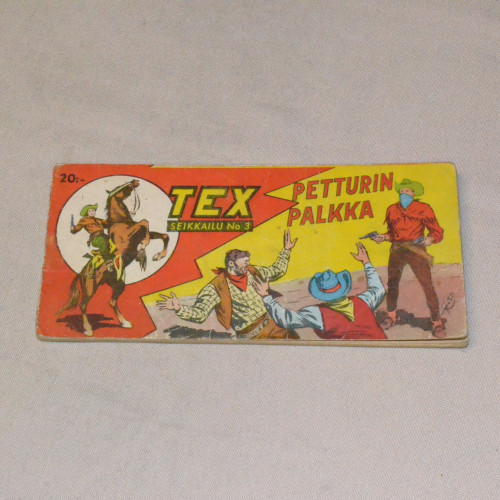 20:-
TEX
SEIKKAILU No 3
PETTURIN
PALKKA